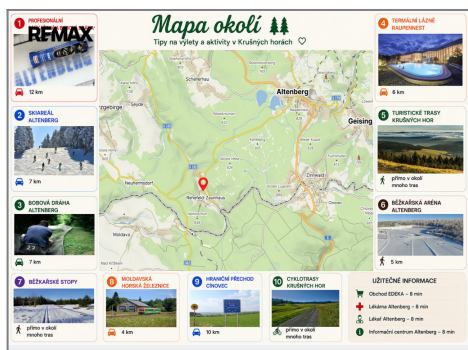 Mapa okolí
Tipy na výlety a aktivity v Krušných horách
1 PROFESIONÁLNÍ
RE/MAX
ALTENBERG
12 km
2 SKIAREÁL
ALTENBERG
7 km
3 BOBOVÁ DRÁHA
ALTENBERG
7 km
4 TERMÁLNÍ LÁZNĚ
RAUPENNEST
6 km
5 TURISTICKÉ TRASY
KRUŠNÝCH HOR
přímo v okolí
mnoho tras
6 BĚŽKAŘSKÁ ARÉNA
ALTENBERG
5 km
Schellerhau
Altenberg
Geising
Seyde
Neuhermsdorf
Rehefeld-Zaunhaus
Zinnwald
Moldava
7 BĚŽKAŘSKÉ STOPY
přímo v okolí
mnoho tras
8 MOLDAVSKÁ
HORSKÁ ŽELEZNICE
4 km
9 HRANIČNÍ PŘECHOD
CÍNOVEC
10 km
10 CYKLOTRASY
KRUŠNÝCH HOR
přímo v okolí
mnoho tras
UŽITEČNÉ INFORMACE
Obchod EDEKA – 8 min
Lékárna Altenberg – 8 min
Lékař Altenberg – 8 min
Informační centrum Altenberg – 8 min